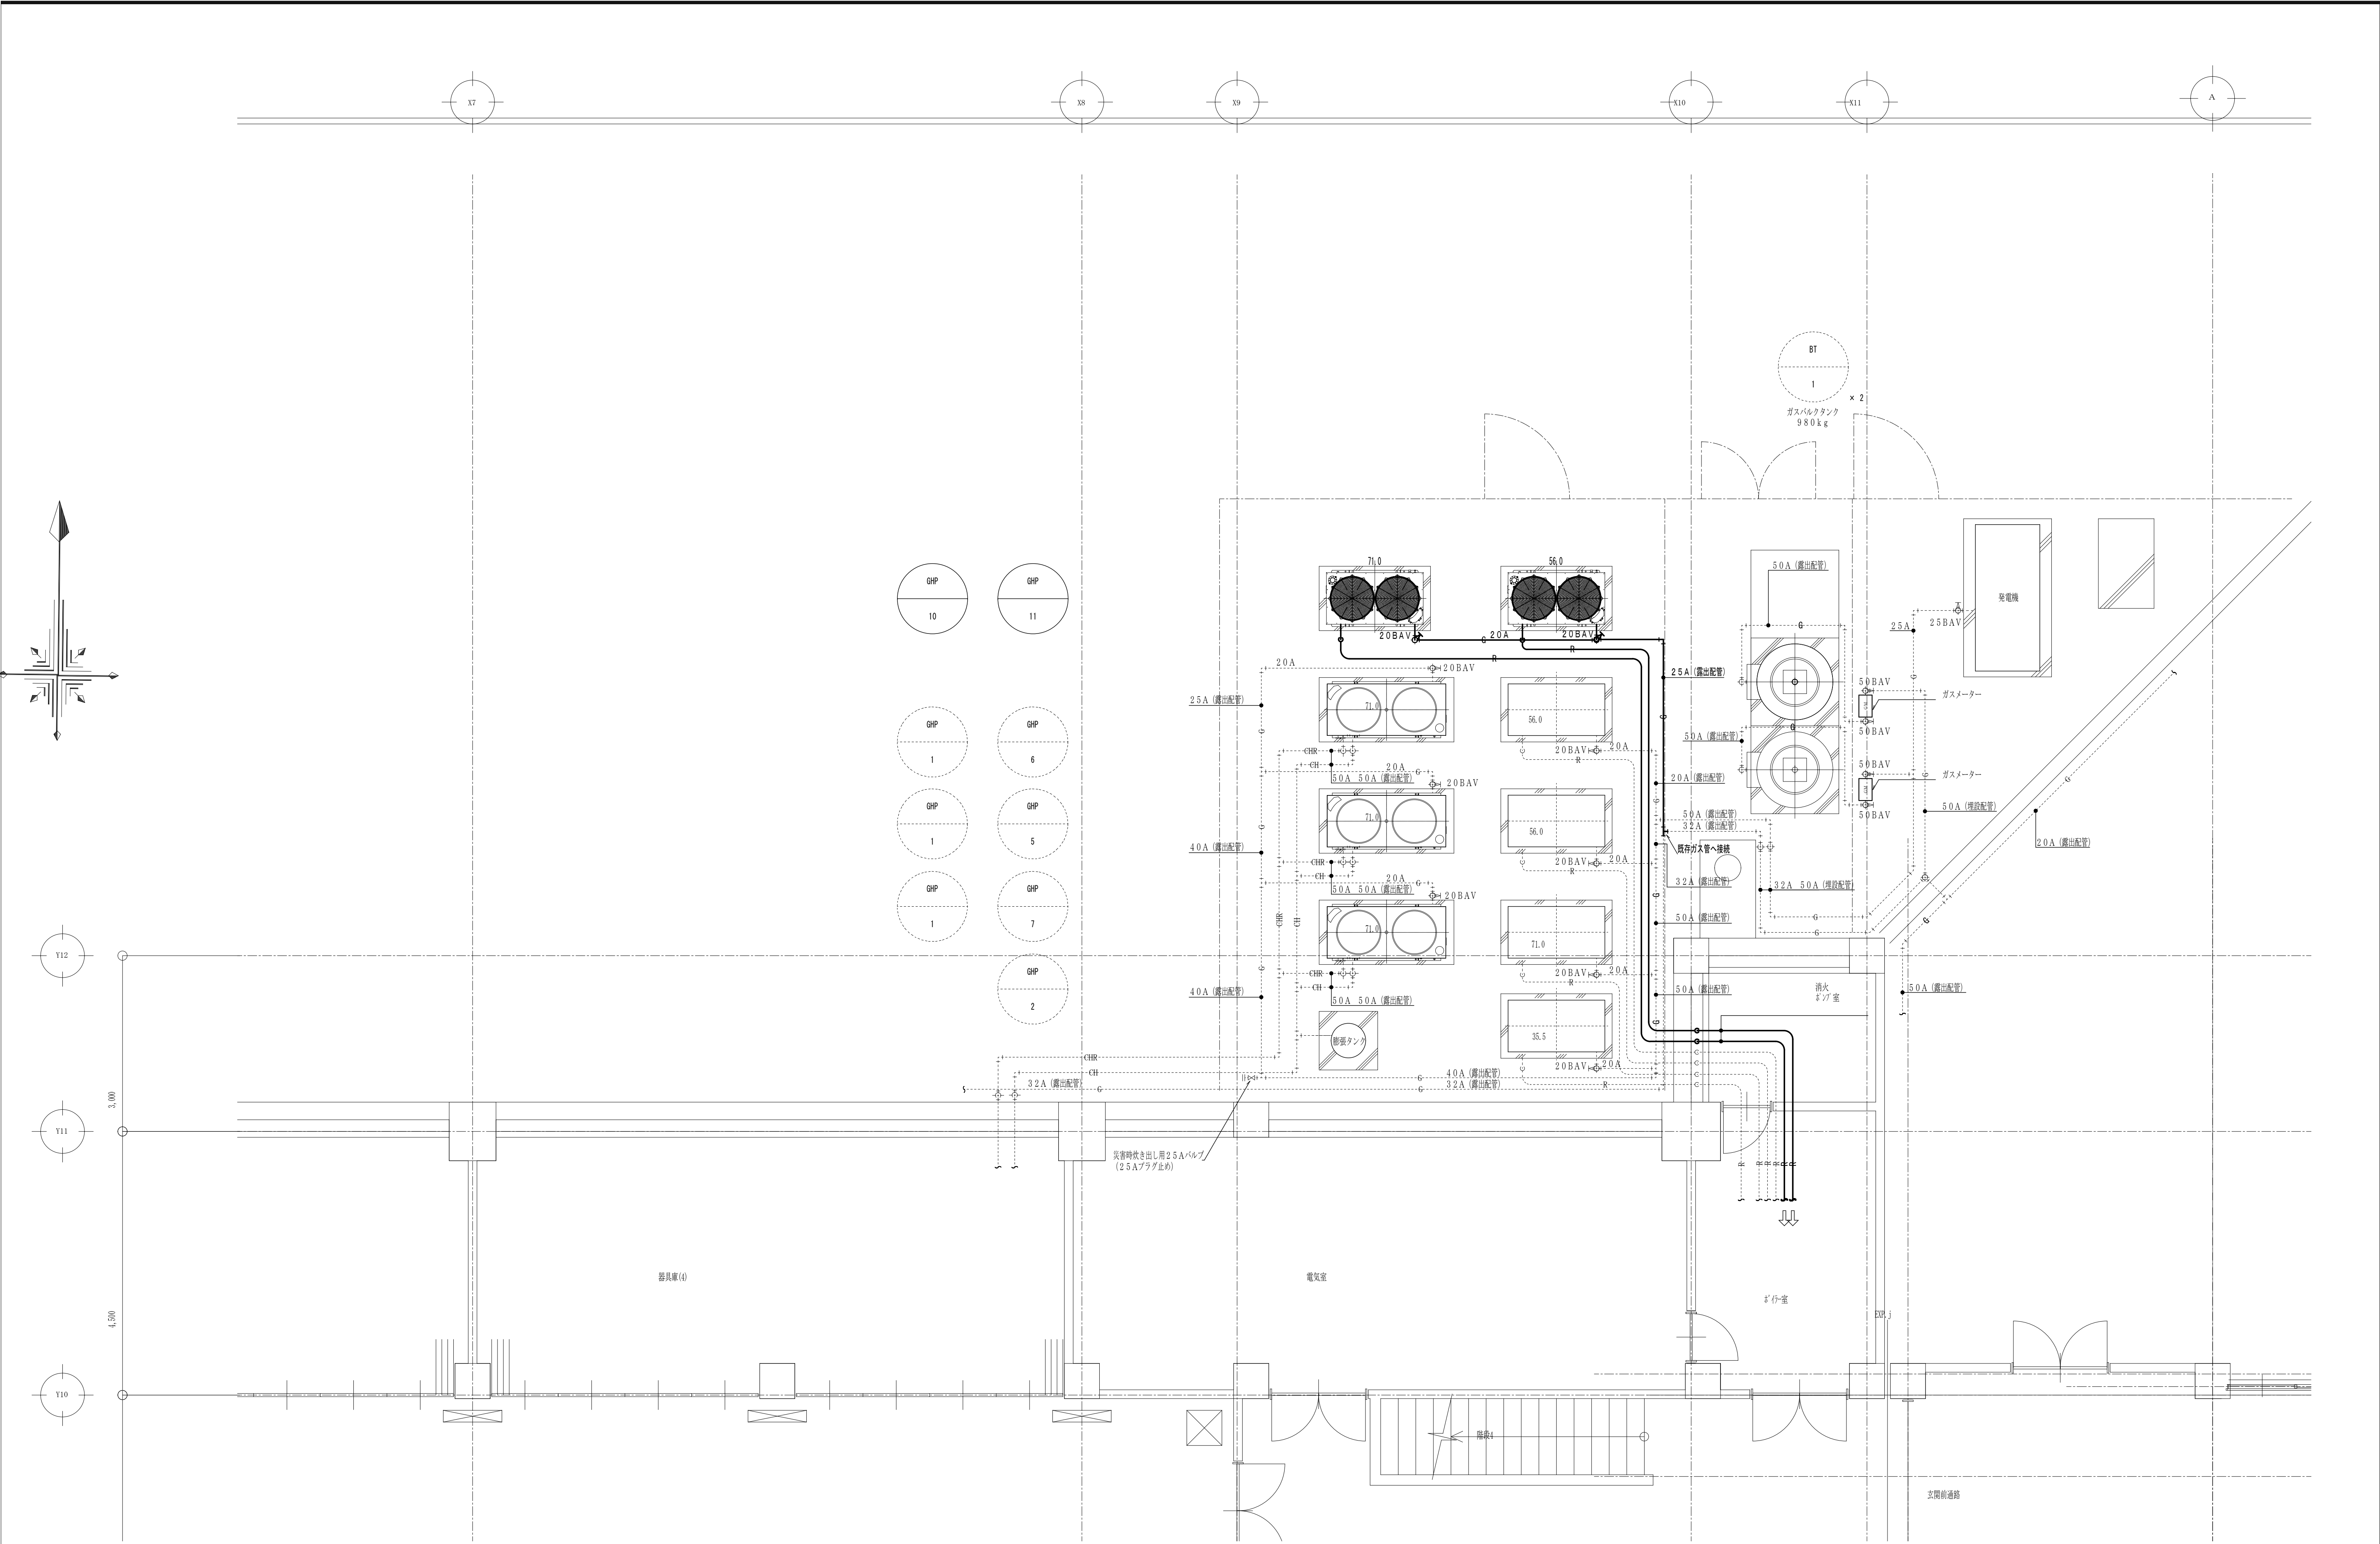 X7
X8
X9
X10
X11
A
BT
1
× 2
ガスバルクタンク
980kg
GHP
10
GHP
11
71.0
56.0
20BAV
G
20A
20BAV
R
R
50A (露出配管)
G
25A
25BAV
発電機
20A
20BAV
25A (露出配管)
25A (露出配管)
G
71.0
56.0
50BAV
ガスメーター
50BAV
G
GHP
1
GHP
6
G
CHR
CH
50A 50A (露出配管)
20A
G
20BAV
20BAV
20A
R
50A (露出配管)
G
20A (露出配管)
G
50BAV
ガスメーター
50BAV
G
50A (埋設配管)
G
20A (露出配管)
GHP
1
GHP
5
G
40A (露出配管)
71.0
56.0
50A (露出配管)
32A (露出配管)
既存ガス管へ接続
CHR
CH
50A 50A (露出配管)
20A
G
20BAV
20BAV
20A
R
32A (露出配管)
32A 50A (埋設配管)
G
GHP
1
GHP
7
CHR
CH
71.0
71.0
50A (露出配管)
G
G
G
Y12
GHP
2
G
40A (露出配管)
CHR
CH
50A 50A (露出配管)
20BAV
20A
R
50A (露出配管)
消火
ポンプ室
50A (露出配管)
膨張タンク
35.5
G
C
C
C
C
C
C
CHR
CH
32A (露出配管)
G
20BAV
20A
G
40A (露出配管)
G
32A (露出配管)
R
3,000
Y11
災害時炊き出し用25Aバルブ
(25Aプラグ止め)
R
R
R
R
R
R
器具庫(4)
電気室
ボイラー室
4,500
EXP.j
Y10
G
階段4
玄関前通路